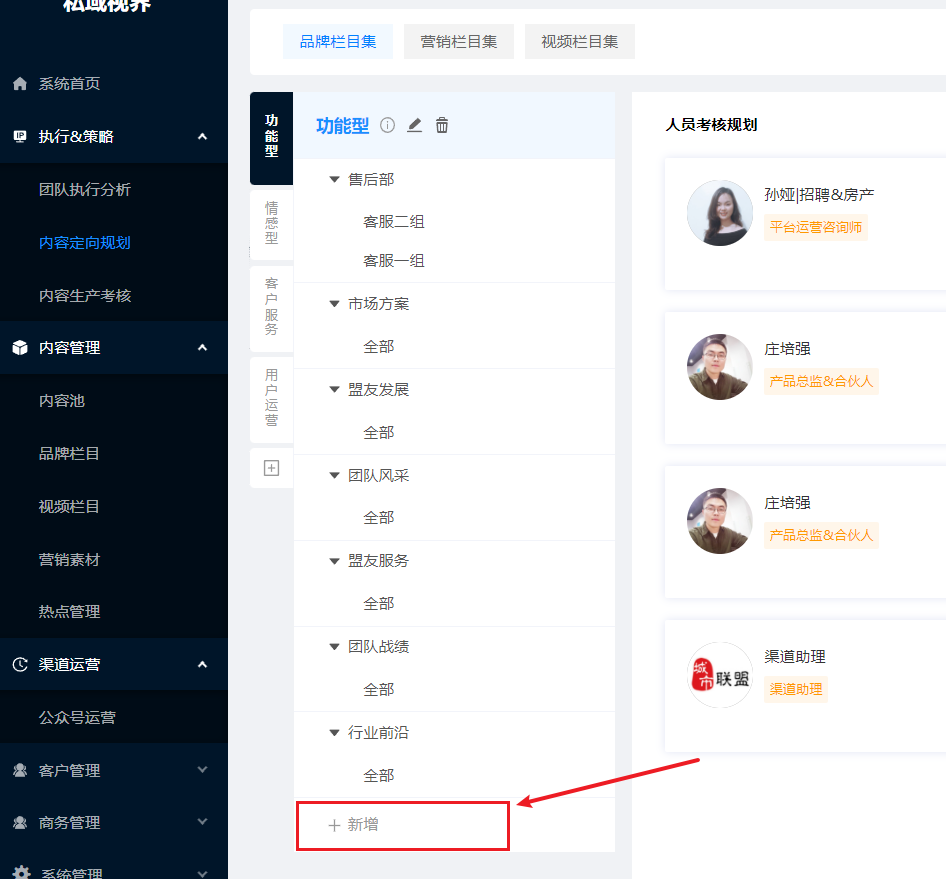 私域视界
系统首页
执行&策略
团队执行分析
内容定向规划
内容生产考核
内容管理
内容池
品牌栏目
视频栏目
营销素材
热点管理
渠道运营
公众号运营
客户管理
商务管理
系统管理
品牌栏目集
营销栏目集
视频栏目集
功能型
情感型
客户服务
用户运营
功能型
售后部
客服二组
客服一组
市场方案
全部
盟友发展
全部
团队风采
全部
盟友服务
全部
团队战绩
全部
行业前沿
全部
新增
人员考核规划
孙娅|招聘&房产
平台运营咨询师
庄培强
产品总监&合伙人
庄培强
产品总监&合伙人
城市联盟
渠道助理
渠道助理